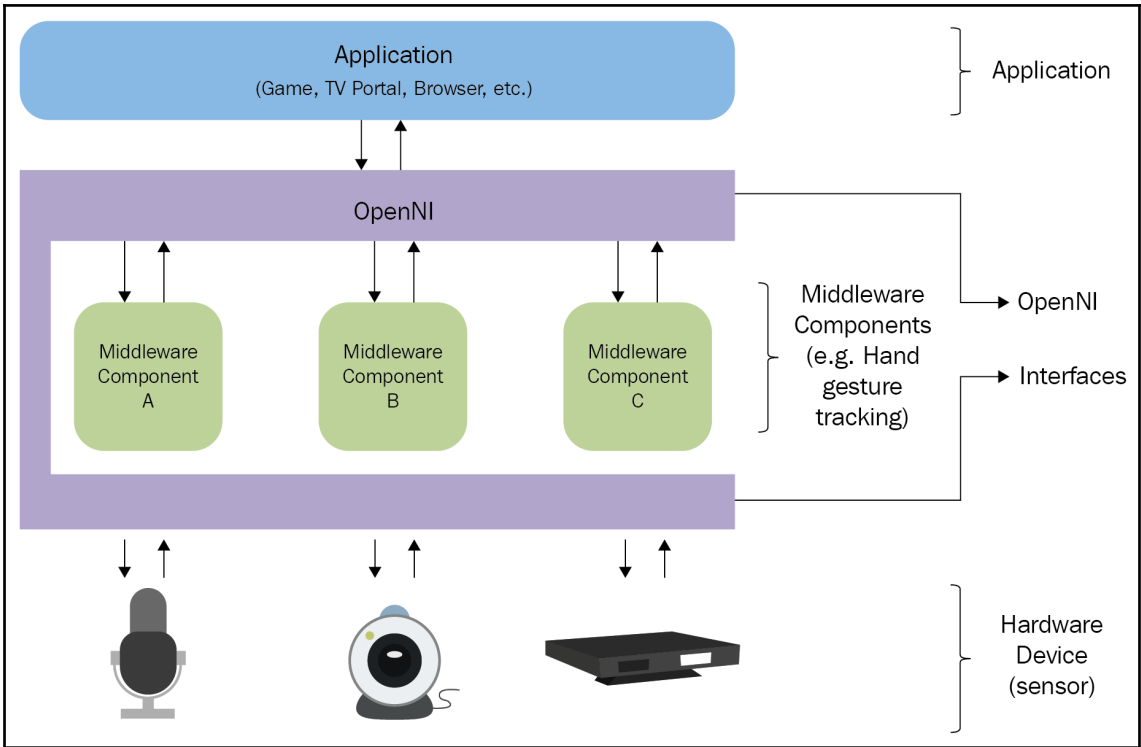 Application
(Game, TV Portal, Browser, etc.)
Application
OpenNI
Middleware
Component
A
Middleware
Component
B
Middleware
Component
C
Middleware
Components
(e.g. Hand
gesture
tracking)
OpenNI
Interfaces
Hardware
Device
(sensor)